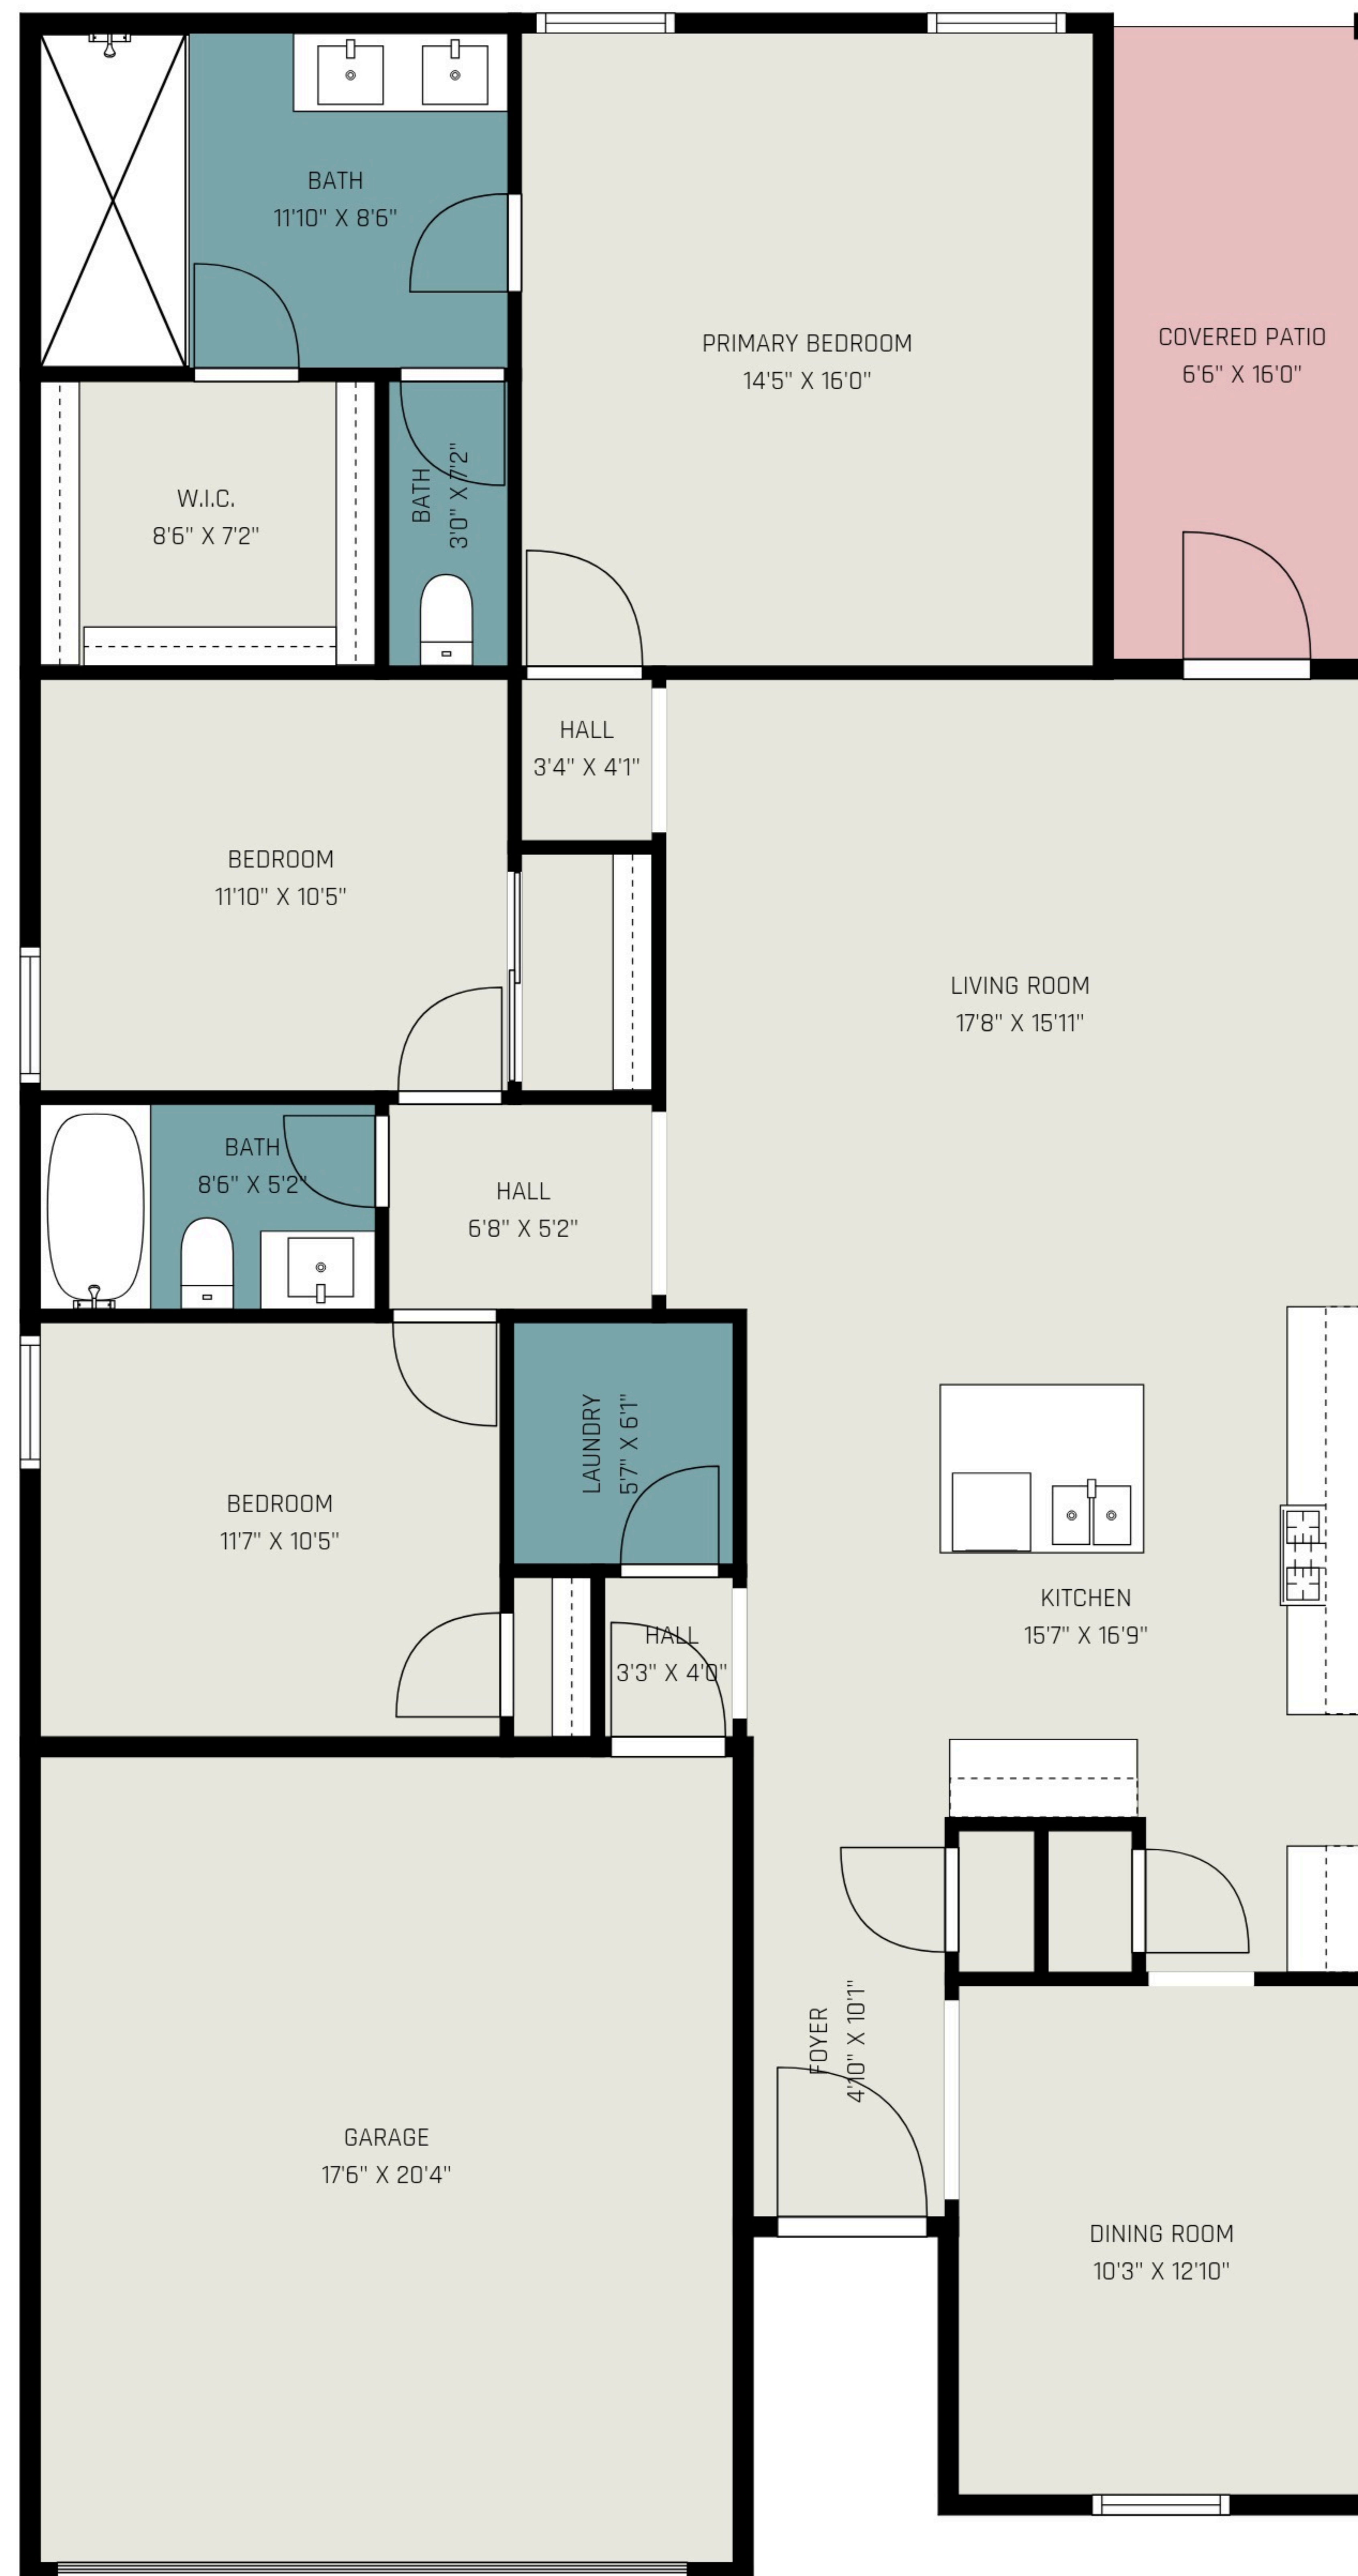 BATH
11'10" X 8'6"
PRIMARY BEDROOM
14'5" X 16'0"
COVERED PATIO
6'6" X 16'0"
W.I.C.
8'6" X 7'2"
BATH
3'0" X 7'2"
HALL
3'4" X 4'1"
BEDROOM
11'10" X 10'5"
LIVING ROOM
17'8" X 15'11"
BATH
8'6" X 5'2"
HALL
6'8" X 5'2"
LAUNDRY
5'7" X 6'1"
BEDROOM
11'7" X 10'5"
KITCHEN
15'7" X 16'9"
HALL
3'3" X 4'0"
FOYER
4'10" X 10'1"
GARAGE
17'6" X 20'4"
DINING ROOM
10'3" X 12'10"